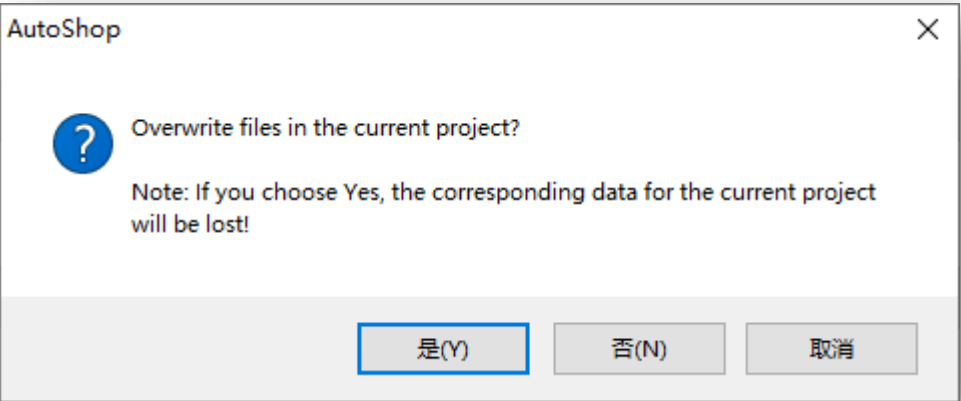 AutoShop
Overwrite files in the current project?
Note: If you choose Yes, the corresponding data for the current project
will be lost!
是(Y) 否(N) 取消